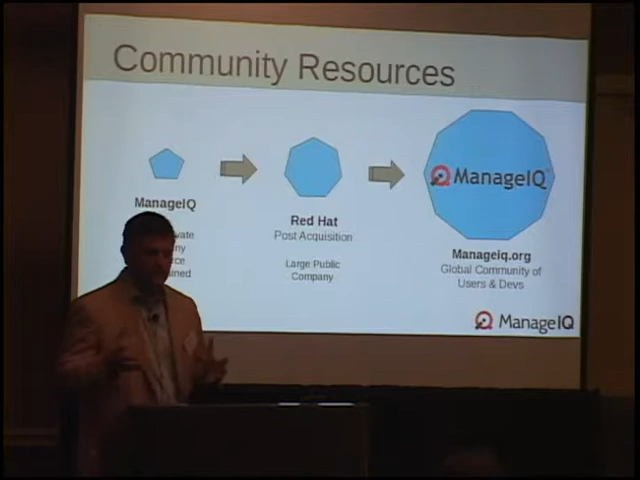 Community Resources
ManageIQ
ManageIQ
Red Hat
Post Acquisition
Large Public
Company
Manageiq.org
Global Community of
Users & Devs
ManageIQ